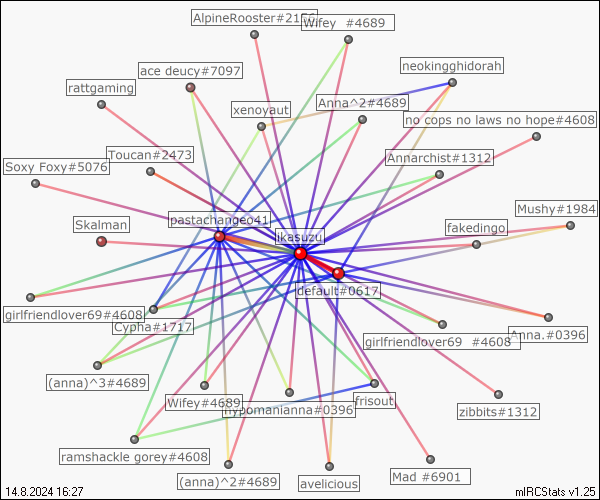 AlpineRooster#2156
Wifey  #4689
neokingghidorah
ace deucy#7097
rattgaming
Anna^2#4689
xenoyaut
no cops no laws no hope#4608
Toucan#2473
Annarchist#1312
Soxy Foxy#5076
Mushy#1984
pastachange041
Skalman
fakedingo
ikasuzu
default#0617
girlfriendlover69#4608
Cypha#1717
Anna.#0396
girlfriendlover69  #4608
(anna)^3#4689
Wifey#4689
frisout
hypomanianna#0396
zibbits#1312
ramshackle gorey#4608
Mad #6901
(anna)^2#4689
avelicious
14.8.2024 16:27
mIRCStats v1.25